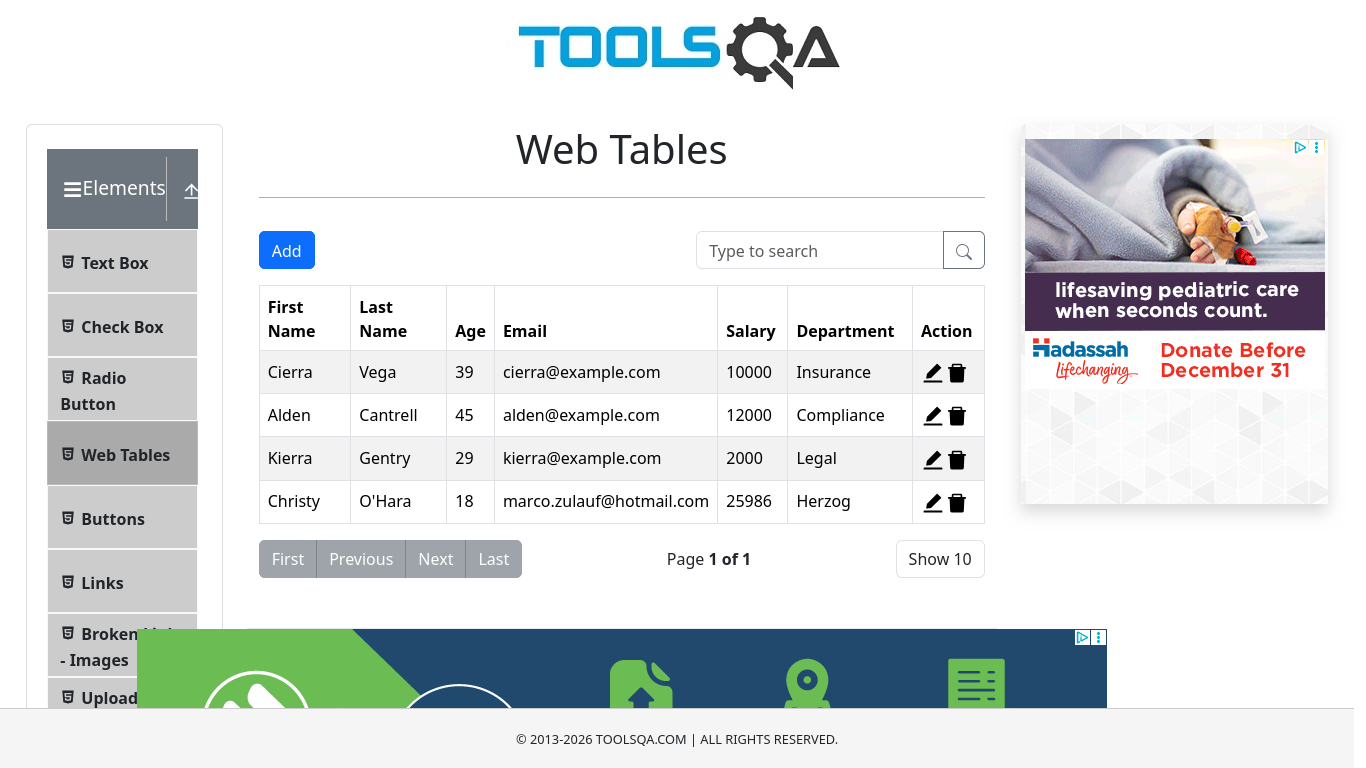 TOOLSQA
Web Tables
Elements
Text Box
Check Box
Radio
Button
Web Tables
Buttons
Links
Broken
- Images
Upload
Add
Type to search
First Name Last Name Age Email Salary Department Action
Cierra Vega 39 cierra@example.com 10000 Insurance
Alden Cantrell 45 alden@example.com 12000 Compliance
Kierra Gentry 29 kierra@example.com 2000 Legal
Christy O'Hara 18 marco.zulauf@hotmail.com 25986 Herzog
First Previous Next Last
Page 1 of 1
Show 10
lifesaving pediatric care
when seconds count.
Hadassah
Lifechanging
Donate Before
December 31
© 2013-2026 TOOLSQA.COM | ALL RIGHTS RESERVED.